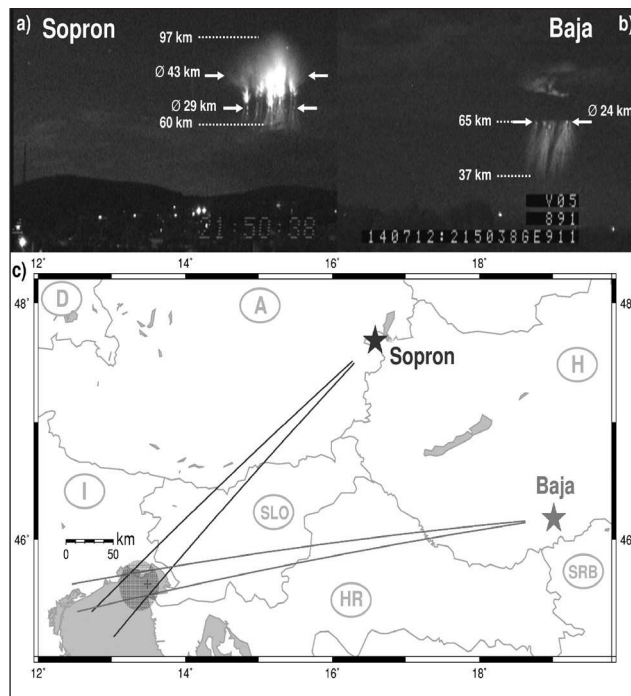 a) Sopron
97 km
Ø 43 km
Ø 29 km
60 km
21:50:38
Baja b)
65 km
Ø 24 km
37 km
V05
891
140712:215038GE911
c)
12° 14° 16° 18°
48° 48°
D A
Sopron
H
I
SLO
Baja
km
0 50
46° 46°
HR
SRB
12° 14° 16° 18°